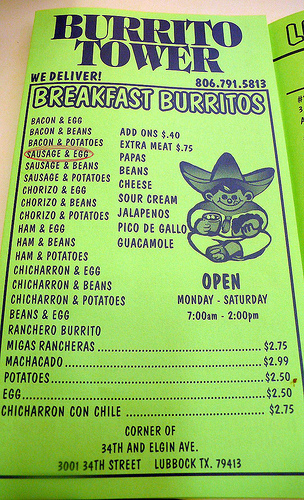 BURRITO
TOWER
WE DELIVER!
806.791.5813
BREAKFAST BURRITOS
BACON & EGG
BACON & BEANS
BACON & POTATOES
SAUSAGE & EGG
SAUSAGE & BEANS
SAUSAGE & POTATOES
CHORIZO & EGG
CHORIZO & BEANS
CHORIZO & POTATOES
HAM & EGG
HAM & BEANS
HAM & POTATOES
CHICHARRON & EGG
CHICHARRON & BEANS
CHICHARRON & POTATOES
BEANS & EGG
RANCHERO BURRITO
ADD ONS $.40
EXTRA MEAT $.75
PAPAS
BEANS
CHEESE
SOUR CREAM
JALAPENOS
PICO DE GALLO
GUACAMOLE
OPEN
MONDAY - SATURDAY
7:00am - 2:00pm
MIGAS RANCHERAS $2.75
MACHACADO $2.99
POTATOES $2.50
EGG $2.50
CHICHARRON CON CHILE $2.75
CORNER OF
34TH AND ELGIN AVE.
3001 34TH STREET LUBBOCK TX. 79413